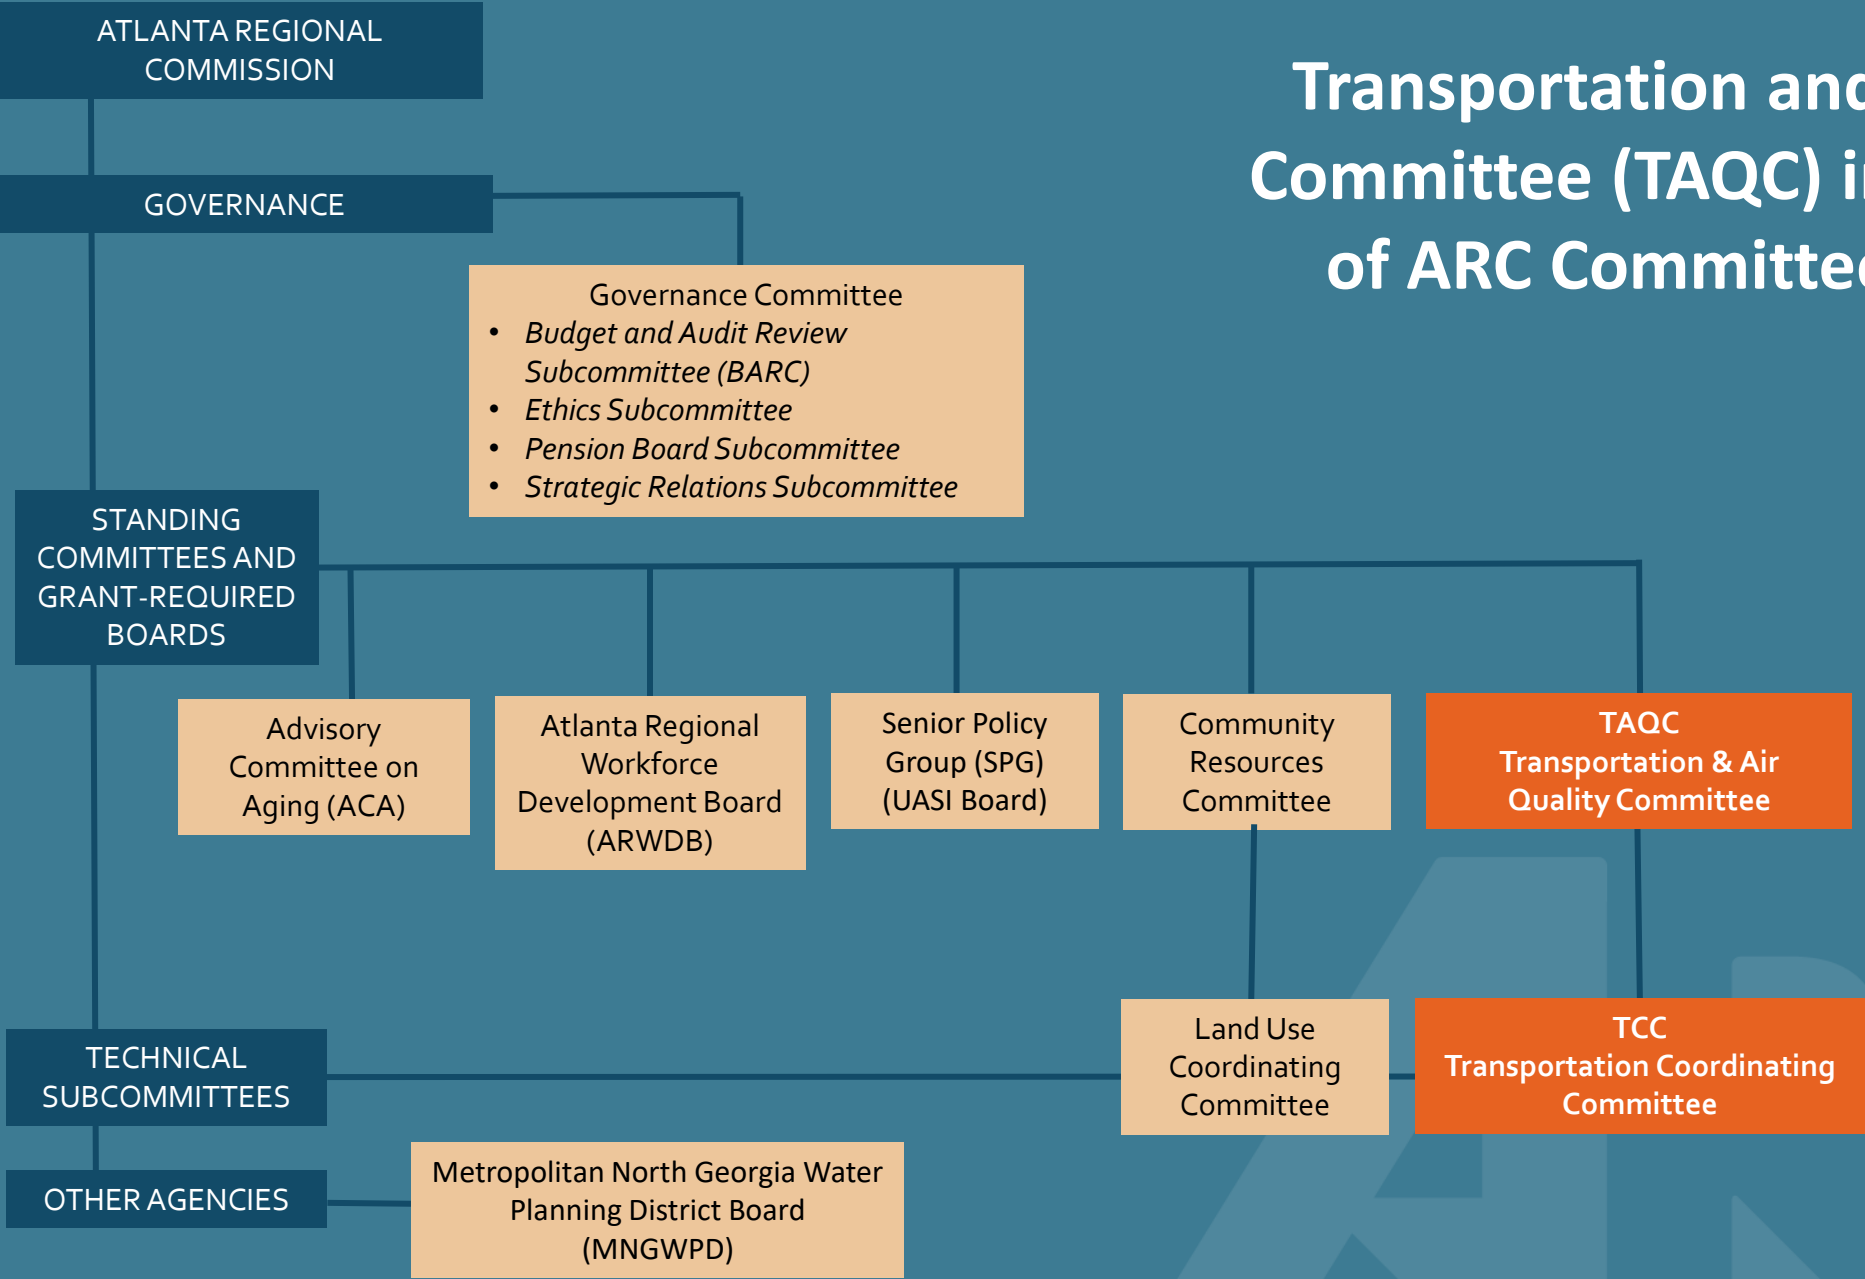 ATLANTA REGIONAL
COMMISSION
Transportation and
Committee (TAQC) in
of ARC Committee
GOVERNANCE
Governance Committee
• Budget and Audit Review
Subcommittee (BARC)
• Ethics Subcommittee
• Pension Board Subcommittee
• Strategic Relations Subcommittee
STANDING
COMMITTEES AND
GRANT-REQUIRED
BOARDS
Advisory
Committee on
Aging (ACA)
Atlanta Regional
Workforce
Development Board
(ARWDB)
Senior Policy
Group (SPG)
(UASI Board)
Community
Resources
Committee
TAQC
Transportation & Air
Quality Committee
TECHNICAL
SUBCOMMITTEES
Land Use
Coordinating
Committee
TCC
Transportation Coordinating
Committee
OTHER AGENCIES
Metropolitan North Georgia Water
Planning District Board
(MNGWPD)